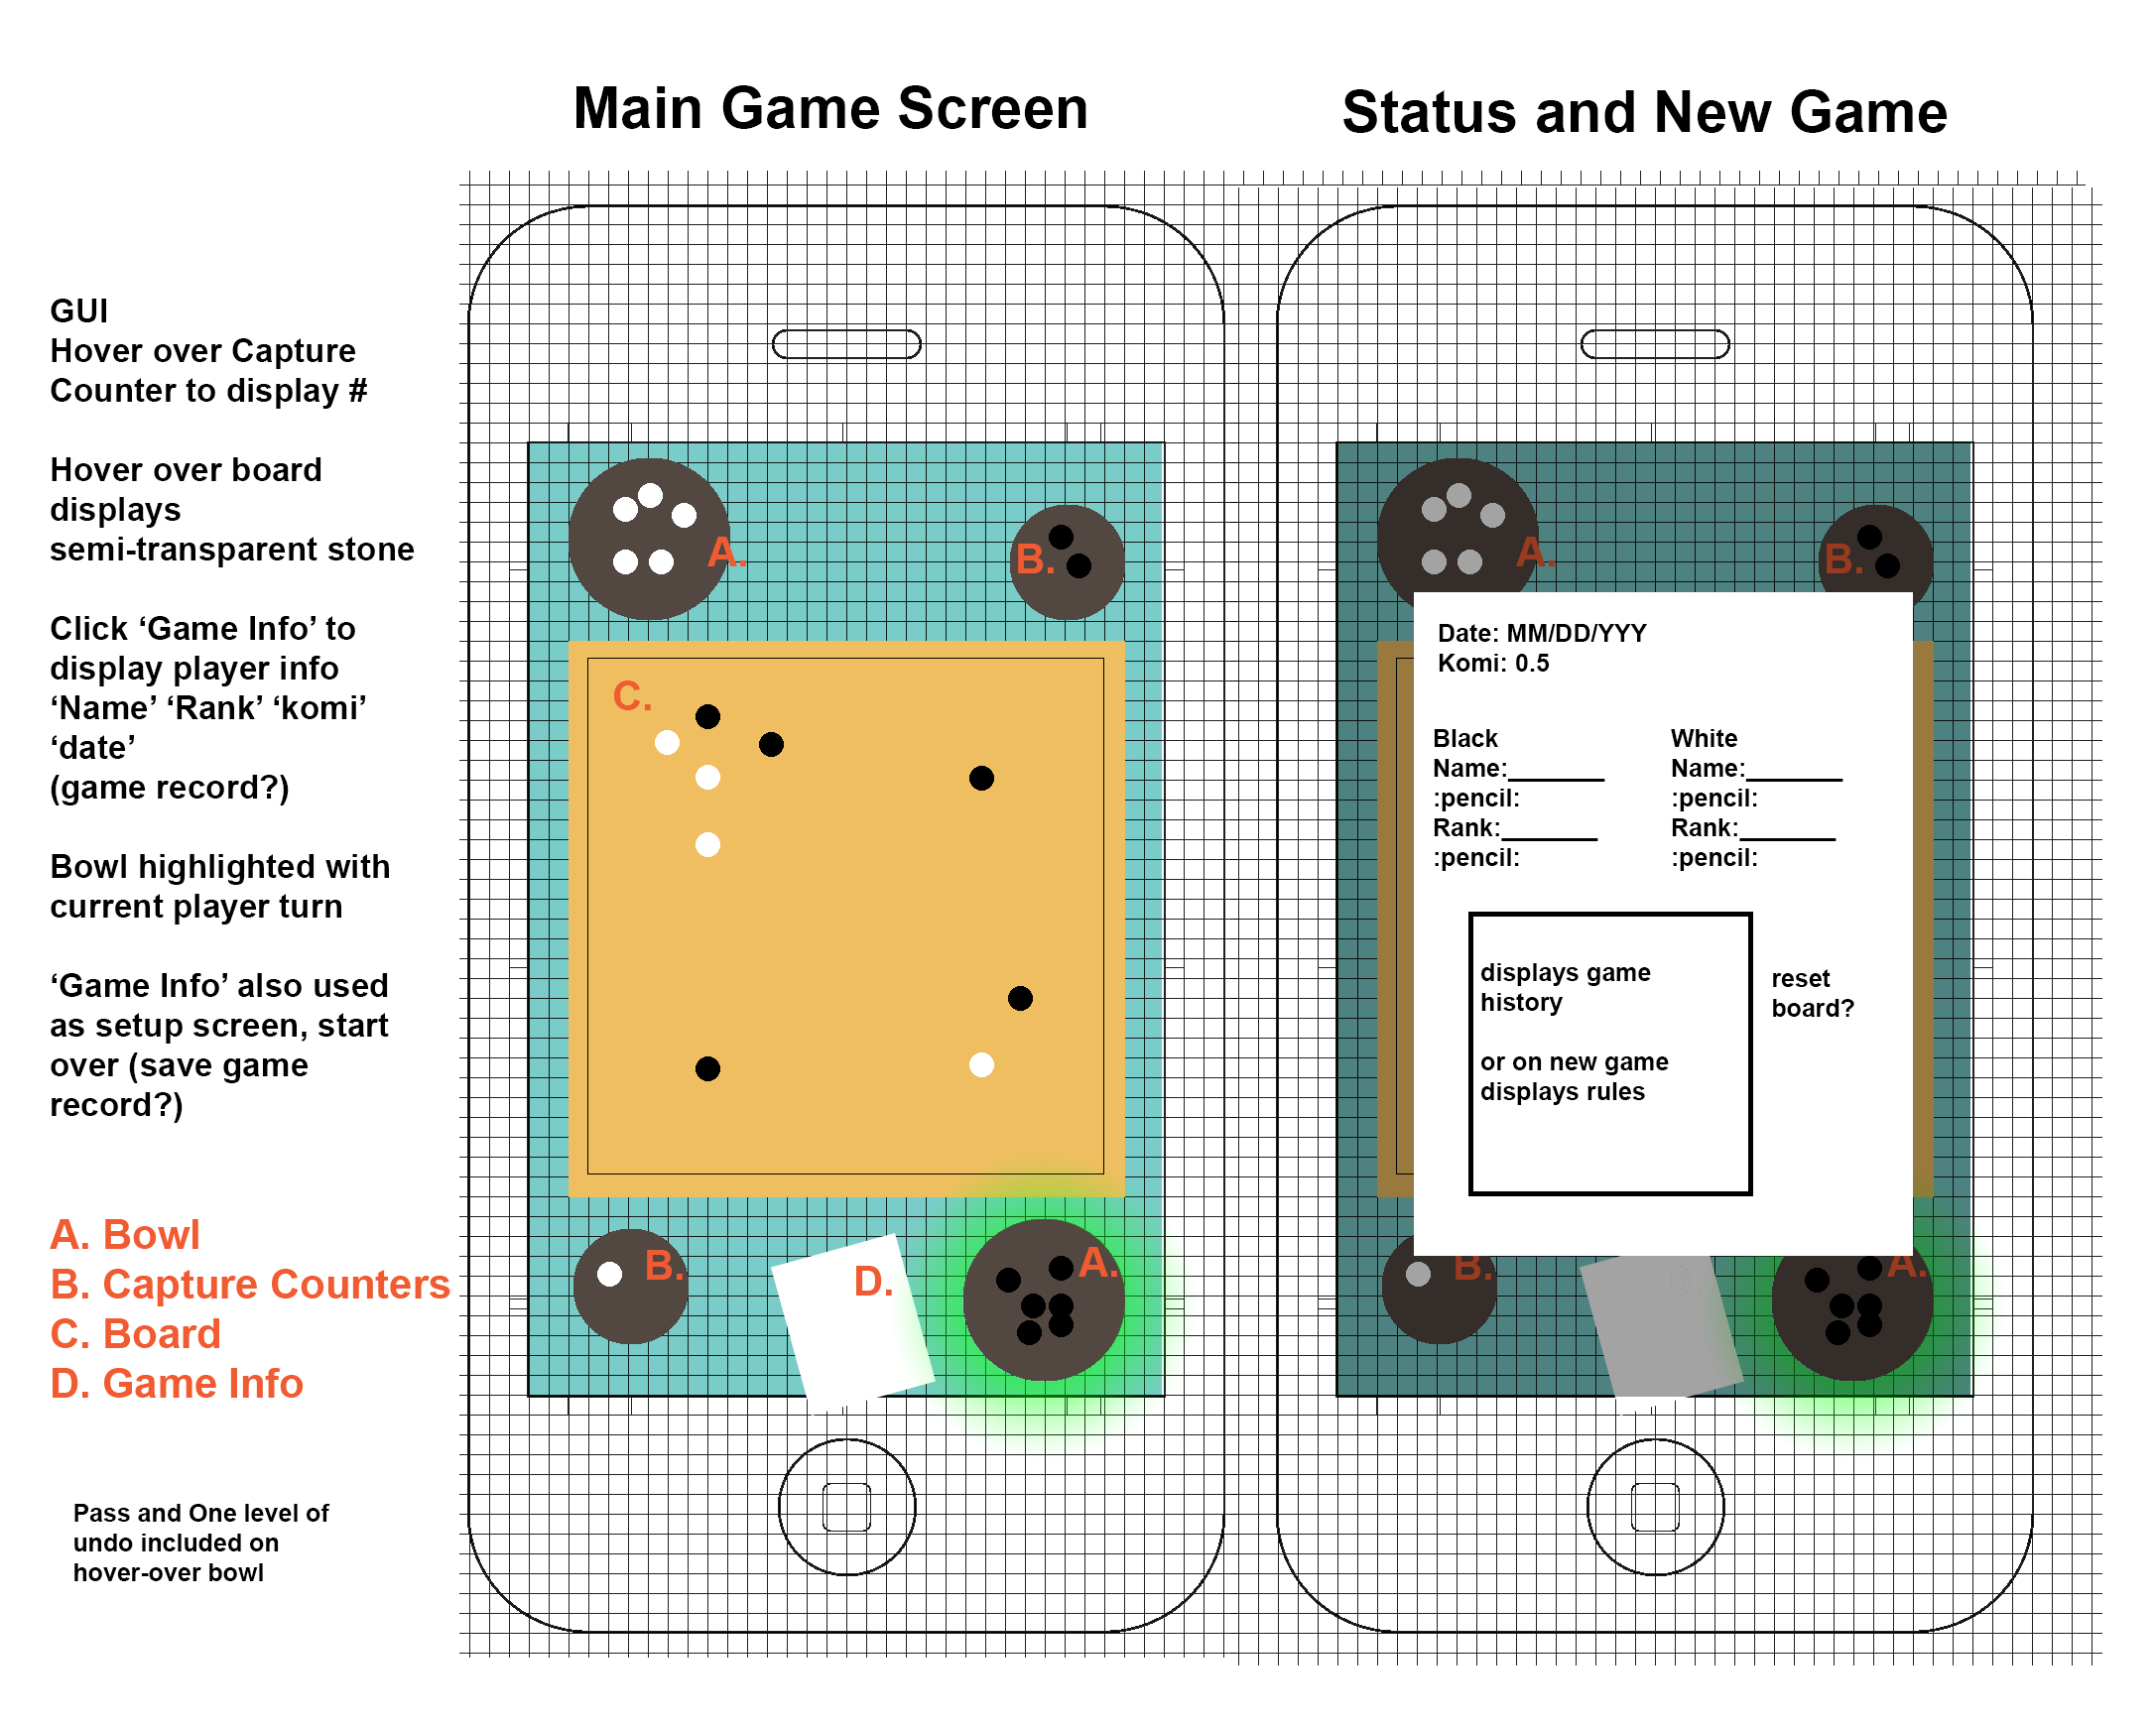 Main Game Screen
Status and New Game
GUI
Hover over Capture
Counter to display #
Hover over board
displays
semi-transparent stone
Click ‘Game Info’ to
display player info
‘Name’ ‘Rank’ ‘komi’
‘date’
(game record?)
Bowl highlighted with
current player turn
‘Game Info’ also used
as setup screen, start
over (save game
record?)
A. Bowl
B. Capture Counters
C. Board
D. Game Info
Pass and One level of
undo included on
hover-over bowl
A.
B.
C.
B.
D.
A.
A.
B.
Date: MM/DD/YYY
Komi: 0.5
Black
Name:_______
:pencil:
Rank:_______
:pencil:
White
Name:_______
:pencil:
Rank:_______
:pencil:
displays game
history
or on new game
displays rules
reset
board?
B.
D.
A.